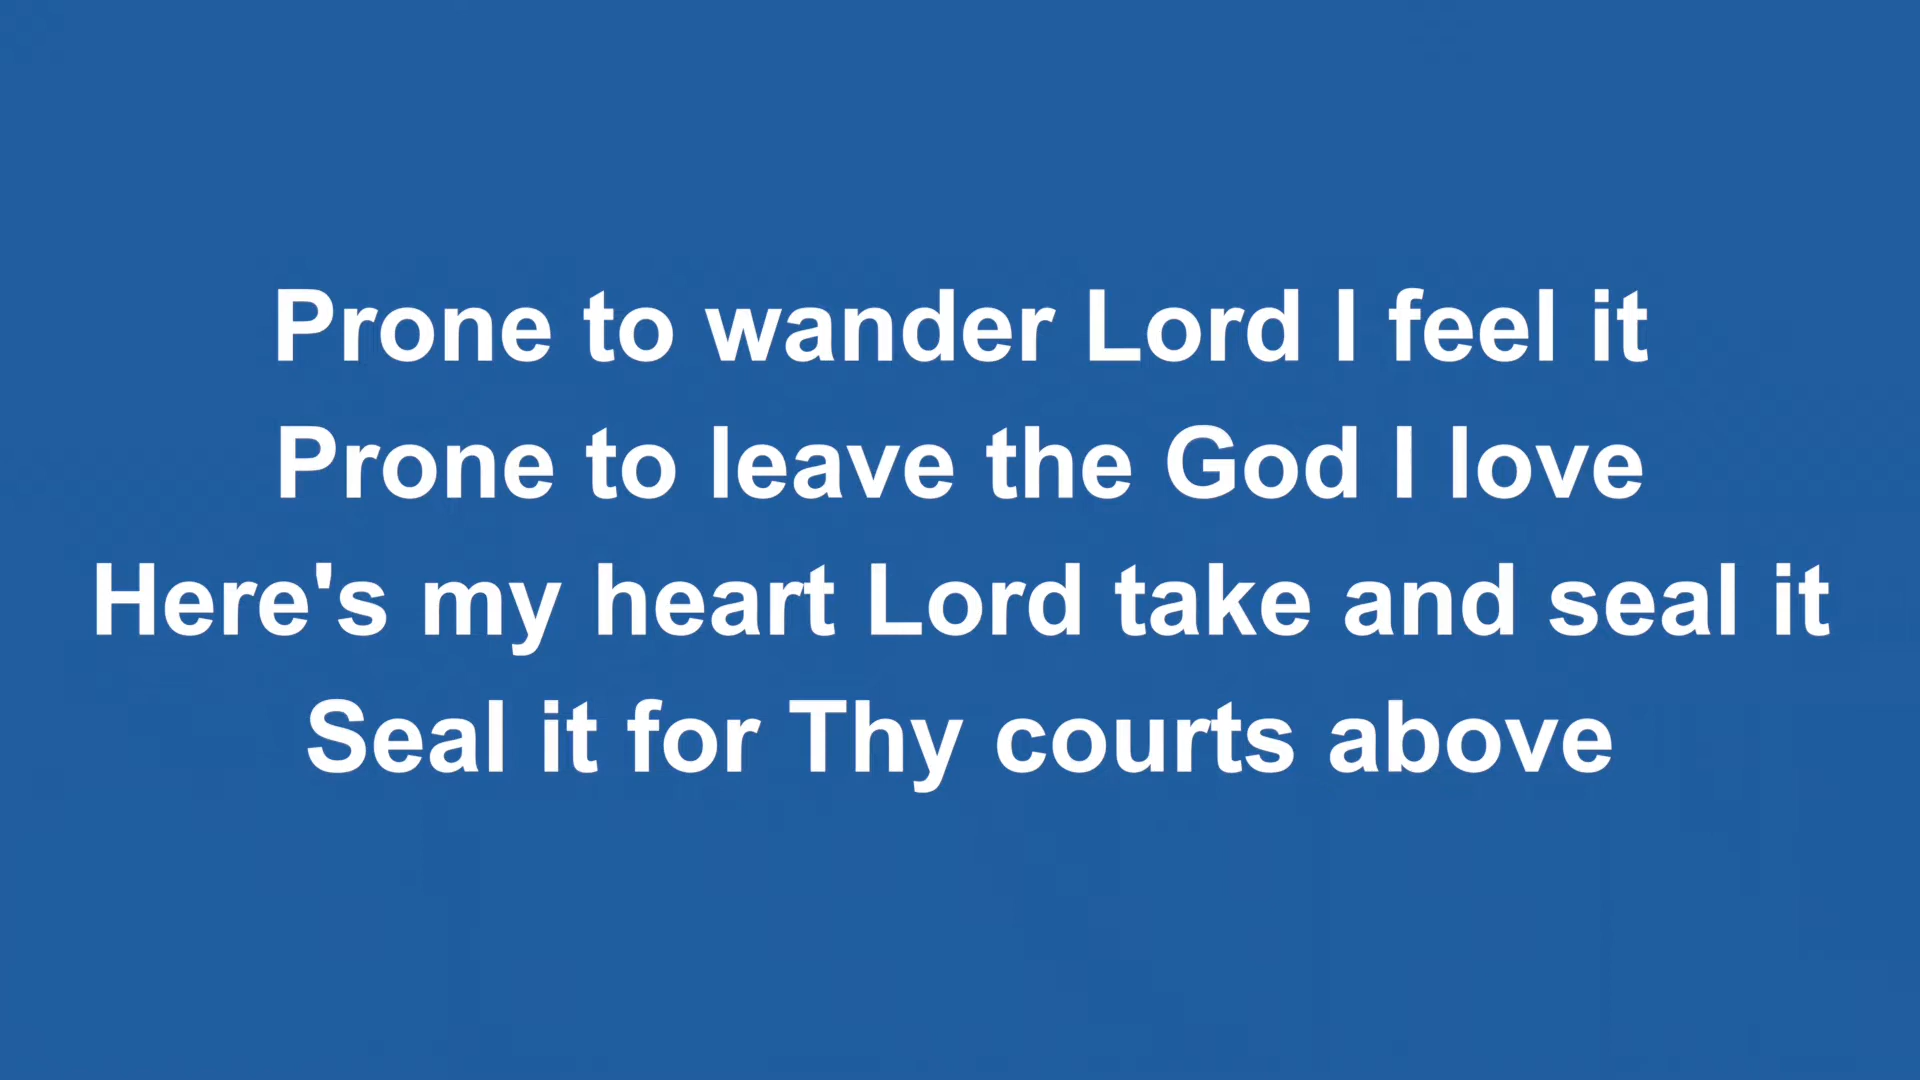 Prone to wander Lord I feel it
Prone to leave the God I love
Here's my heart Lord take and seal it
Seal it for Thy courts above